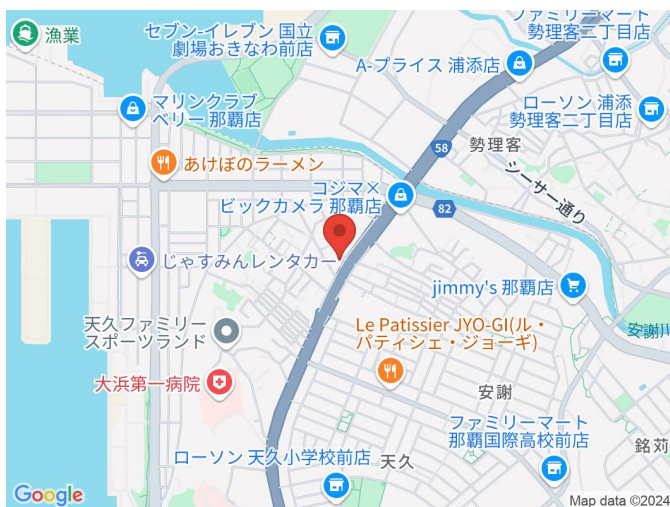 漁業
セブン-イレブン 国立
劇場おきなわ前店
ファミリーマート
勢理客二丁目店
A-プライス 浦添店
マリンクラブ
ベリー 那覇店
ローソン 浦添
勢理客二丁目店
58
勢理客
あけぼのラーメン
シーサー通り
コジマ×
ビックカメラ 那覇店
82
じゃすみんレンタカー
jimmy's 那覇店
天久ファミリー
スポーツランド
Le Patissier JYO-GI(ル・
パティシェ・ジョーギ)
安謝川
大浜第一病院
安謝
ファミリーマート
那覇国際高校前店
銘苅
ローソン 天久小学校前店
天久
Google
Map data ©2024